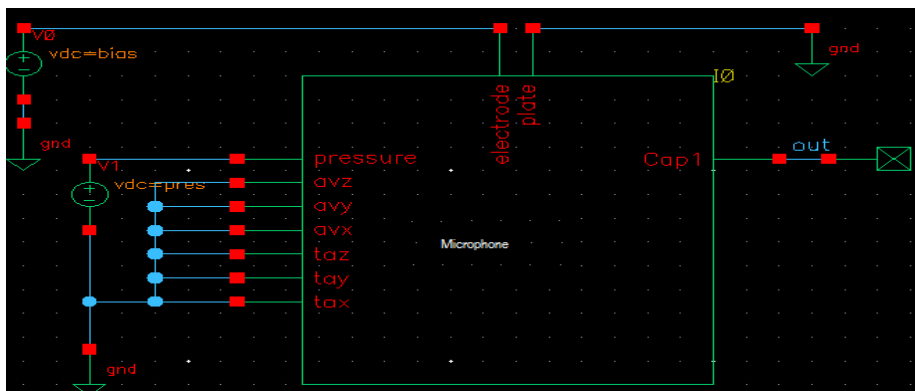 V0
vdc=bias
gnd
gnd
I0
electrode
plate
V1
vdc=pres
pressure
avz
avy
avx
taz
tay
tax
Microphone
Cap1
out
gnd